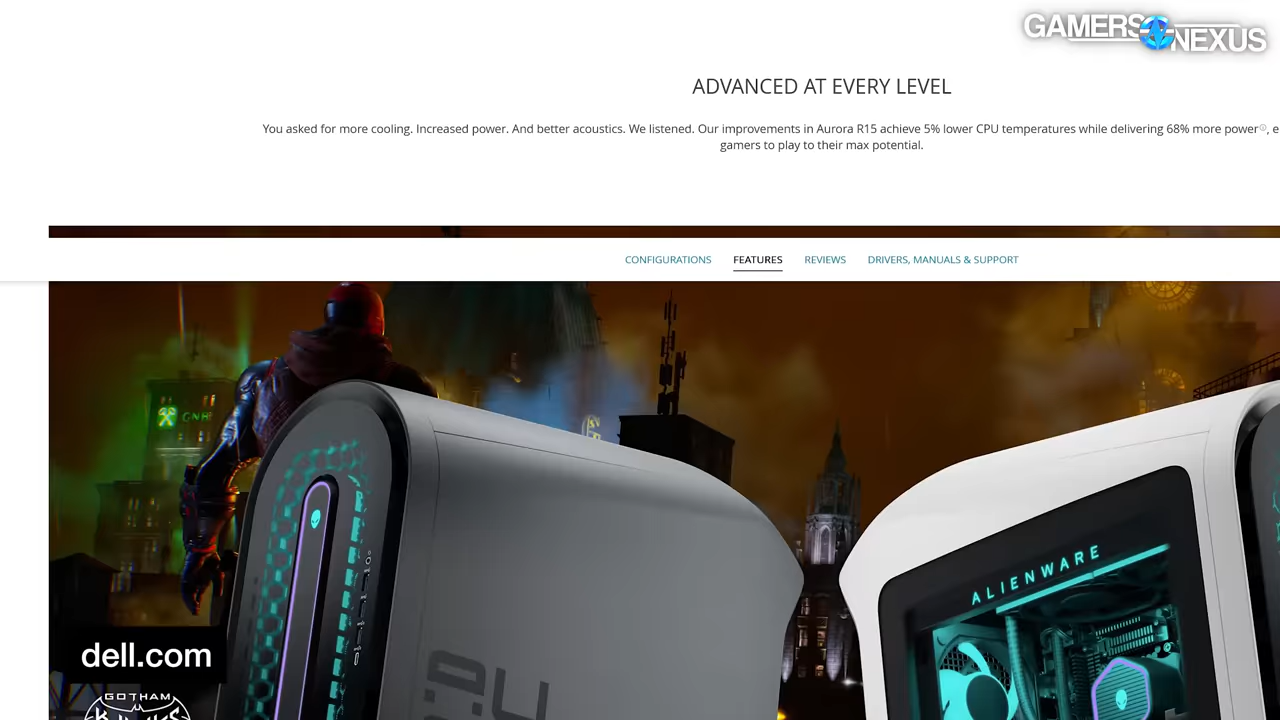 GAMERS NEXUS
ADVANCED AT EVERY LEVEL
You asked for more cooling. Increased power. And better acoustics. We listened. Our improvements in Aurora R15 achieve 5% lower CPU temperatures while delivering 68% more power, e
gamers to play to their max potential.
CONFIGURATIONS
FEATURES
REVIEWS
DRIVERS, MANUALS & SUPPORT
GNB
ALIENWARE
dell.com
GOTHAM